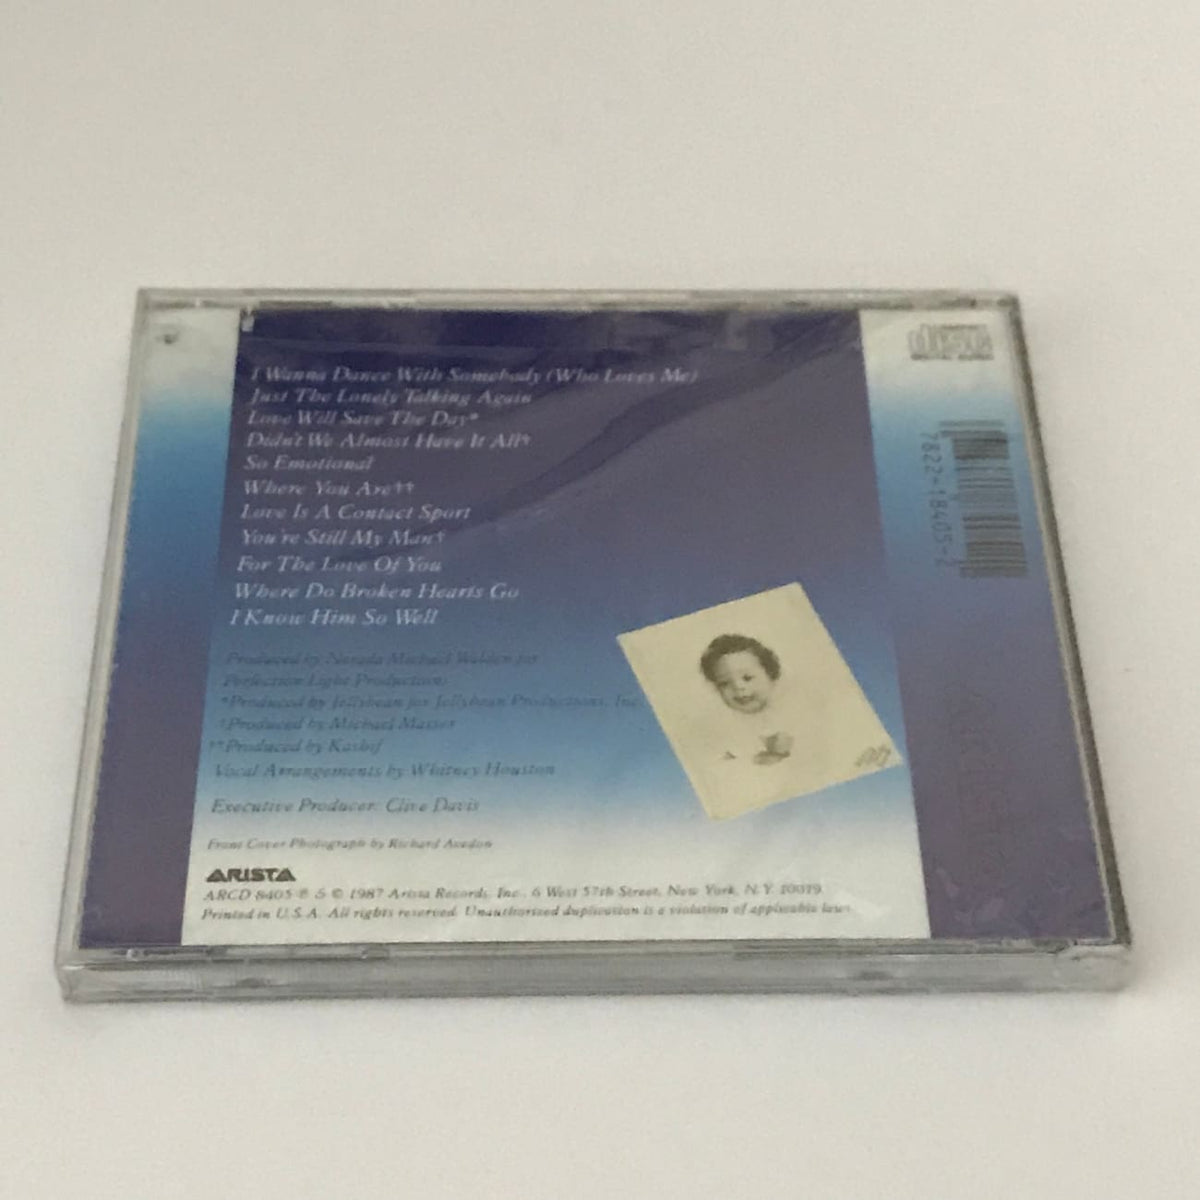 I Wanna Dance With Somebody (Who Loves Me)
Just The Lonely Talking Again
Love Will Save The Day*
Didn't We Almost Have It All†
So Emotional
Where You Are††
Love Is A Contact Sport
You're Still My Man†
For The Love Of You
Where Do Broken Hearts Go
I Know Him So Well
Produced by Narada Michael Walden for
Perfection Light Productions
*Produced by Jellybean for Jellybean Productions, Inc.
†Produced by Michael Masser
††Produced by Kashif
Vocal Arrangements by Whitney Houston
Executive Producer: Clive Davis
Front Cover Photograph by Richard Avedon
ARISTA
ARCD 8405 ℗ & © 1987 Arista Records, Inc., 6 West 57th Street, New York, N.Y. 10019.
Printed in U.S.A. All rights reserved. Unauthorized duplication is a violation of applicable laws.
disc
7822-18405-2